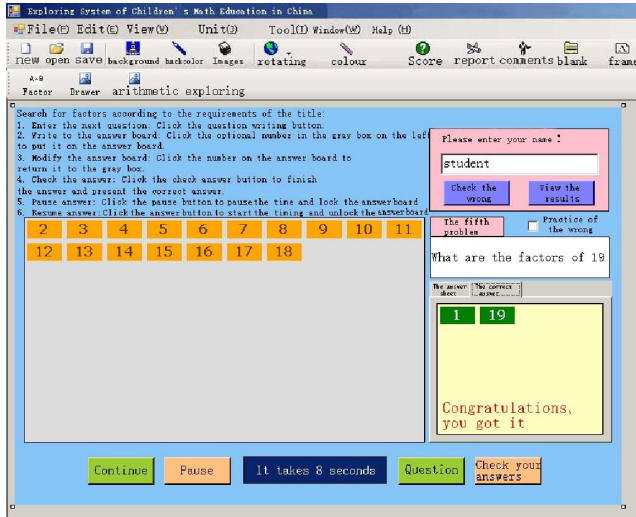 Exploring System of Children's Math Education in China
File(F) Edit(E) View(V) Unit(J) Tool(T) Window(W) Help (H)
new open save background backcolor Images rotating colour Score report comments blank frame
A×B
Factor Drawer arithmetic exploring
Search for factors according to the requirements of the title:
1. Enter the next question: Click the question writing button.
2. Write to the answer board: Click the optional number in the gray box on the left
to put it on the answer board.
3. Modify the answer board: Click the number on the answer board to
return it to the gray box.
4. Check the answer: Click the check answer button to finish
the answer and present the correct answer.
5. Pause answer: Click the pause button to pause the time and lock the answer board
6. Resume answer: Click the answer button to start the timing and unlock the answer board
2 3 4 5 6 7 8 9 10 11
12 13 14 15 16 17 18
Please enter your name:
student
Check the wrong
View the results
The fifth problem
Practice of the wrong
What are the factors of 19
The answer sheet
The correct answer
1 19
Congratulations,
you got it
Continue
Pause
It takes 8 seconds
Question
Check your answers